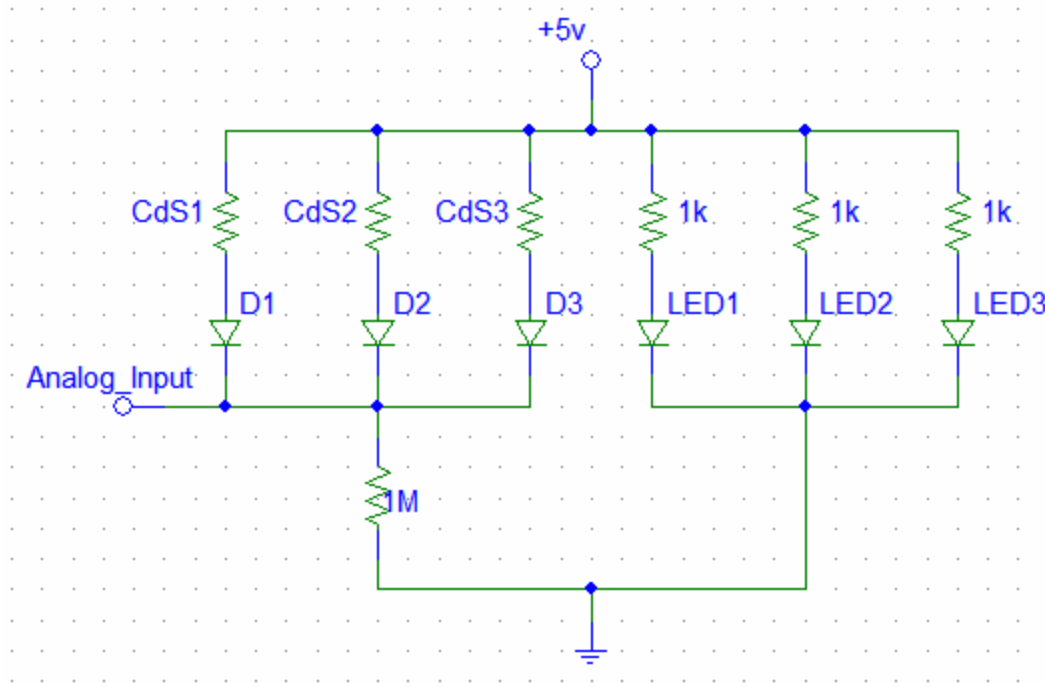 +5v
CdS1 CdS2 CdS3 1k 1k 1k
D1 D2 D3 LED1 LED2 LED3
Analog_Input
1M